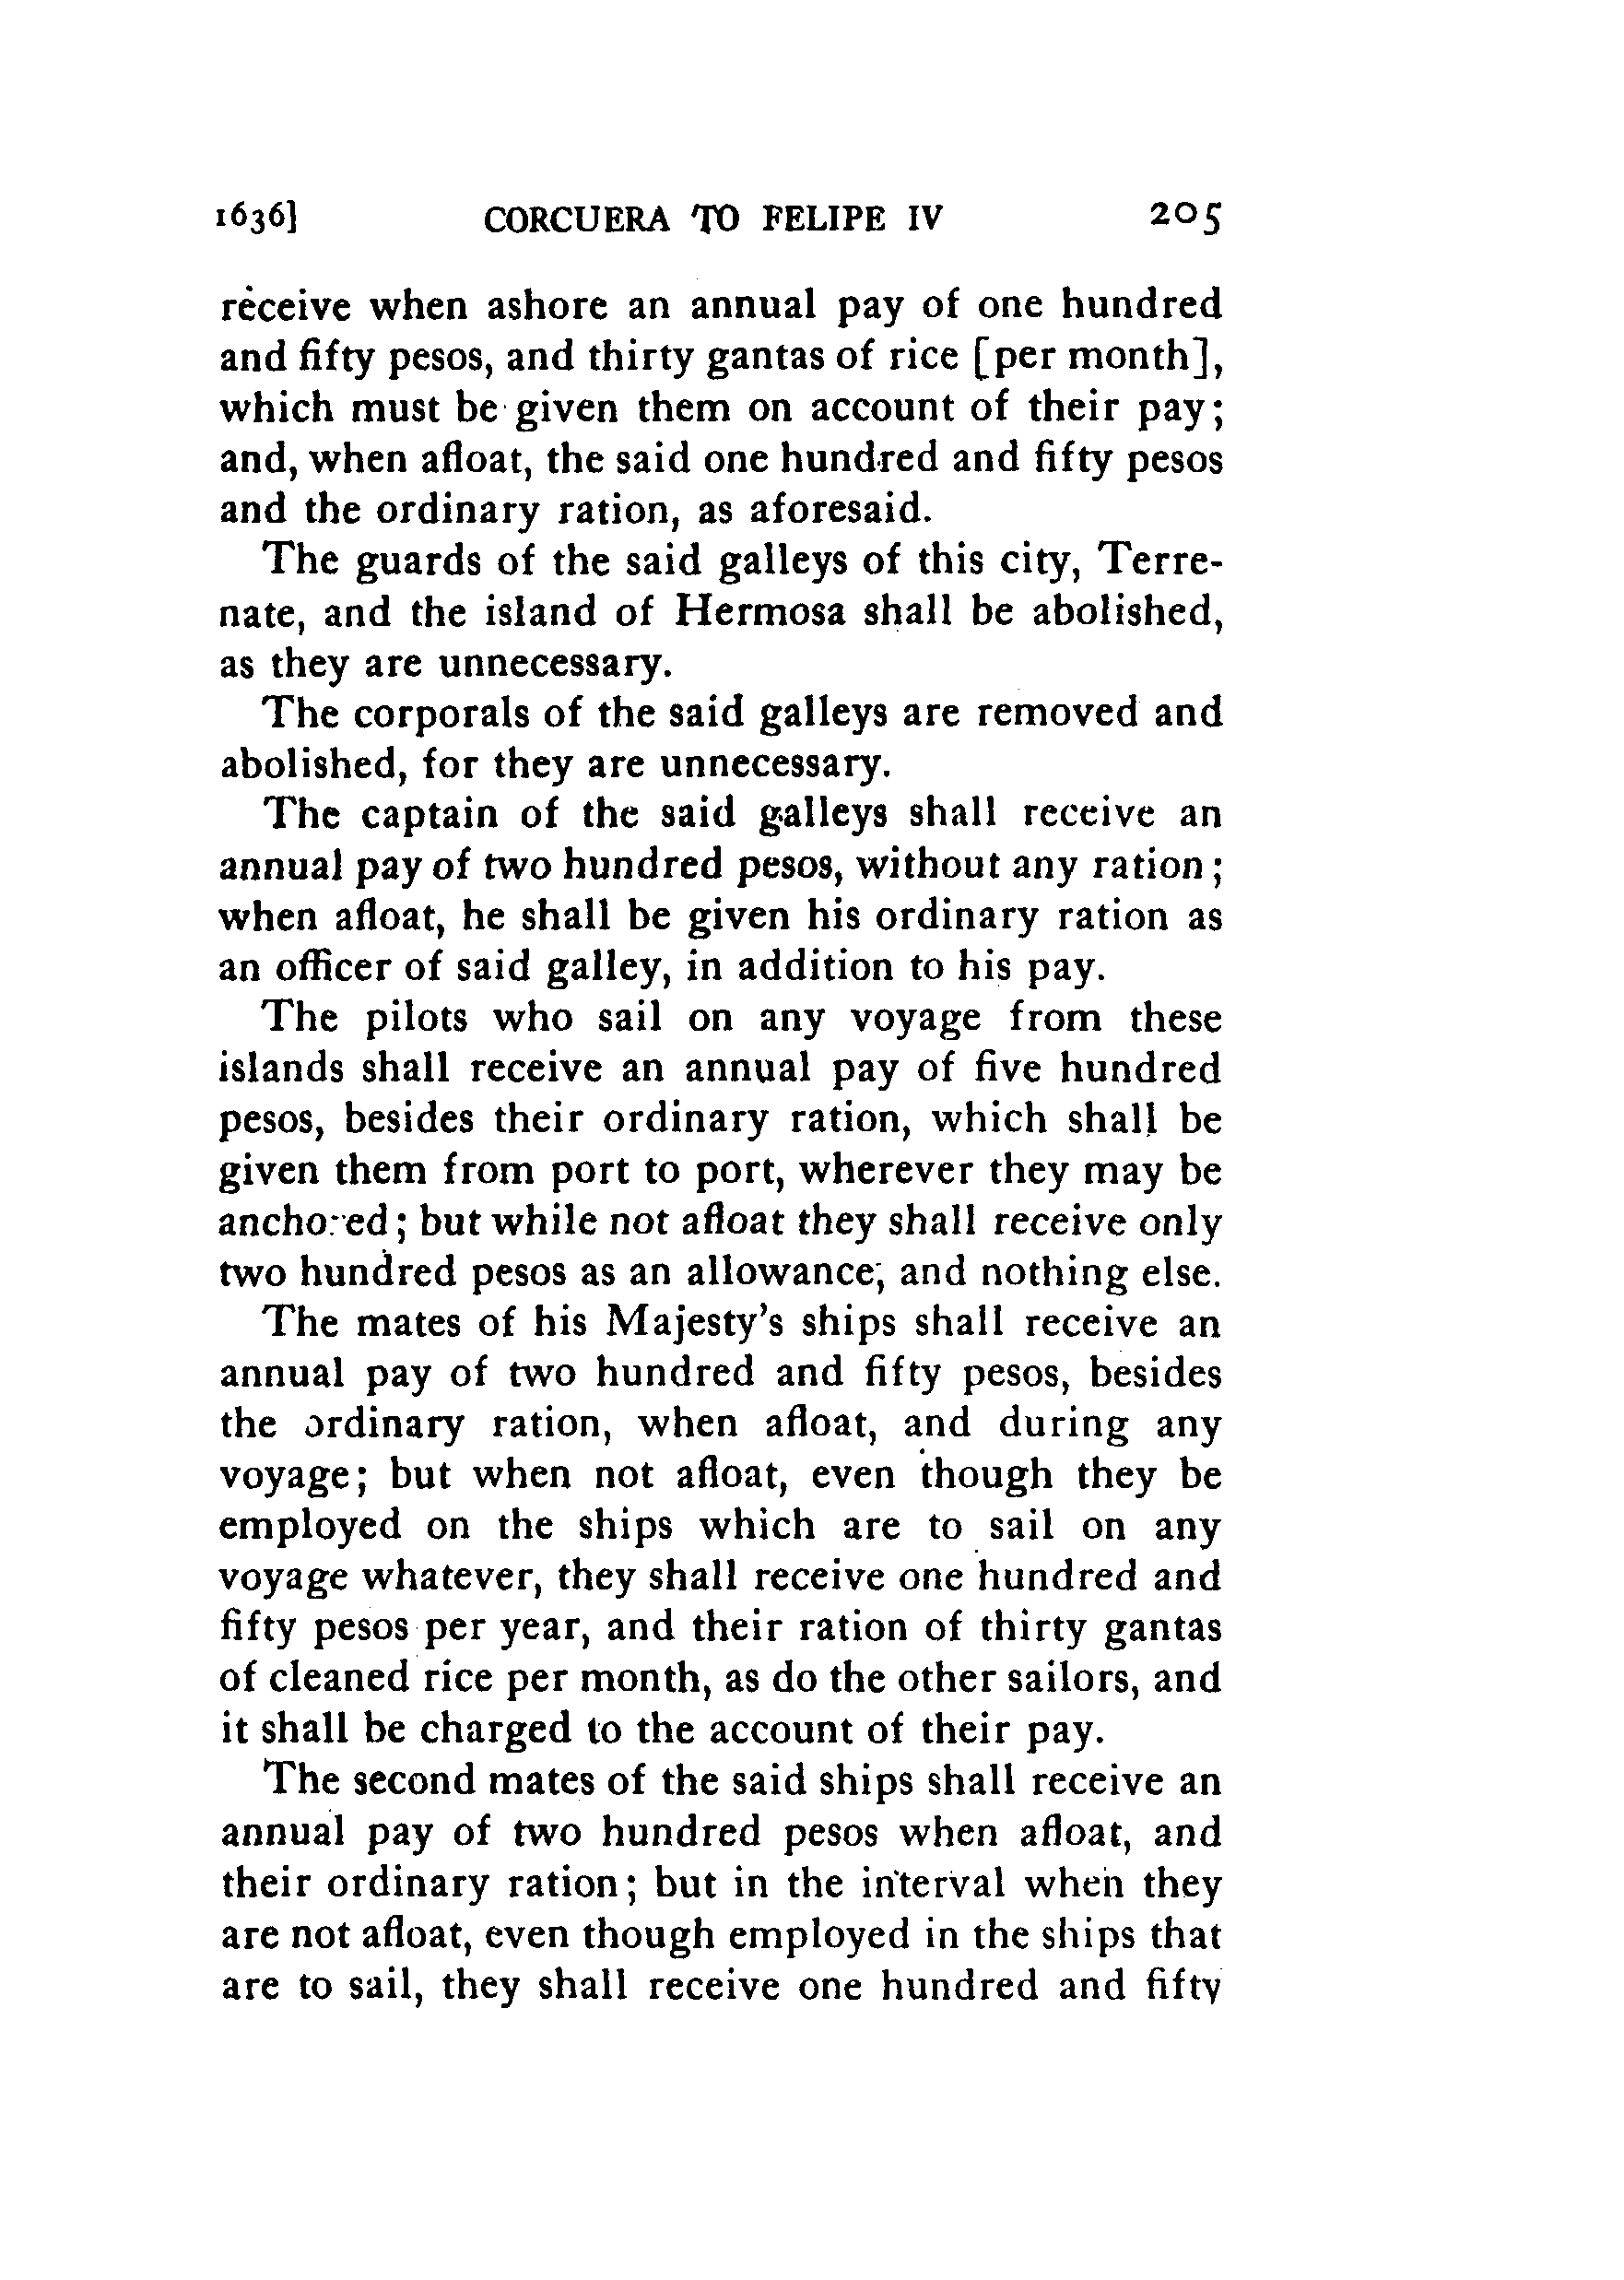 1636] CORCUERA TO FELIPE IV 205
receive when ashore an annual pay of one hundred
and fifty pesos, and thirty gantas of rice [per month],
which must be given them on account of their pay;
and, when afloat, the said one hundred and fifty pesos
and the ordinary ration, as aforesaid.
The guards of the said galleys of this city, Terre-
nate, and the island of Hermosa shall be abolished,
as they are unnecessary.
The corporals of the said galleys are removed and
abolished, for they are unnecessary.
The captain of the said galleys shall receive an
annual pay of two hundred pesos, without any ration;
when afloat, he shall be given his ordinary ration as
an officer of said galley, in addition to his pay.
The pilots who sail on any voyage from these
islands shall receive an annual pay of five hundred
pesos, besides their ordinary ration, which shall be
given them from port to port, wherever they may be
anchored; but while not afloat they shall receive only
two hundred pesos as an allowance, and nothing else.
The mates of his Majesty's ships shall receive an
annual pay of two hundred and fifty pesos, besides
the ordinary ration, when afloat, and during any
voyage; but when not afloat, even though they be
employed on the ships which are to sail on any
voyage whatever, they shall receive one hundred and
fifty pesos per year, and their ration of thirty gantas
of cleaned rice per month, as do the other sailors, and
it shall be charged to the account of their pay.
The second mates of the said ships shall receive an
annual pay of two hundred pesos when afloat, and
their ordinary ration; but in the interval when they
are not afloat, even though employed in the ships that
are to sail, they shall receive one hundred and fifty